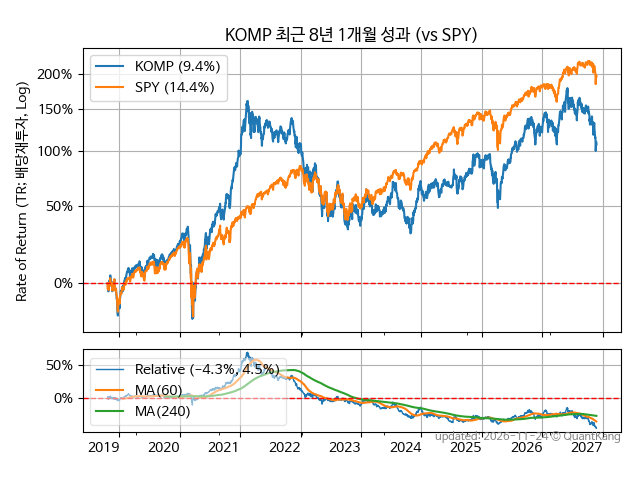 KOMP 최근 8년 1개월 성과 (vs SPY)
Rate of Return (TR; 배당재투자, Log)
200%
150%
100%
50%
0%
KOMP (9.4%)
SPY (14.4%)
50%
0%
Relative (−4.3%, 4.5%)
MA(60)
MA(240)
updated: 2026−11−24 © QuantKang
2019 2020 2021 2022 2023 2024 2025 2026 2027